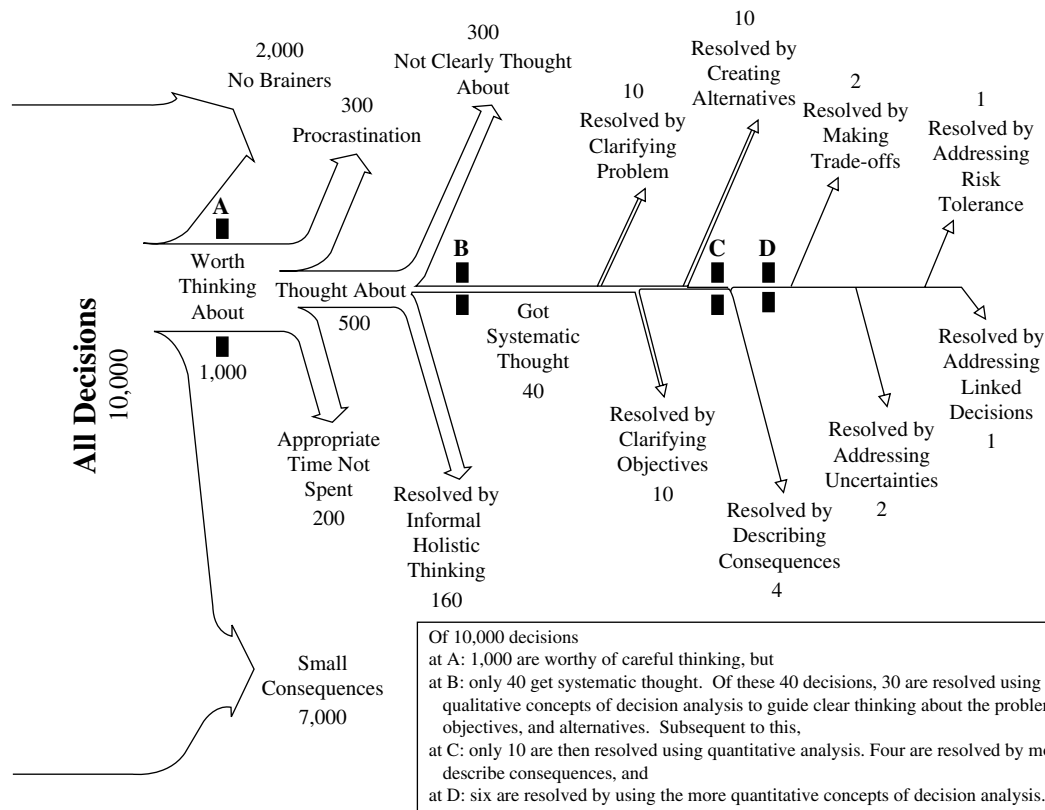 2,000
No Brainers
300
Procrastination
300
Not Clearly Thought
About
10
Resolved by
Clarifying
Problem
10
Resolved by
Creating
Alternatives
2
Resolved by
Making
Trade-offs
1
Resolved by
Addressing
Risk
Tolerance
A
B
C
D
All Decisions
10,000
Worth
Thinking
About
1,000
Thought About
500
Got
Systematic
Thought
40
Appropriate
Time Not
Spent
200
Resolved by
Informal
Holistic
Thinking
160
Resolved by
Clarifying
Objectives
10
Resolved by
Describing
Consequences
4
Resolved by
Addressing
Uncertainties
2
Resolved by
Addressing
Linked
Decisions
1
Small
Consequences
7,000
Of 10,000 decisions
at A: 1,000 are worthy of careful thinking, but
at B: only 40 get systematic thought. Of these 40 decisions, 30 are resolved using
qualitative concepts of decision analysis to guide clear thinking about the
objectives, and alternatives. Subsequent to this,
at C: only 10 are then resolved using quantitative analysis. Four are resolved by
describe consequences, and
at D: six are resolved by using the more quantitative concepts of decision analysis.